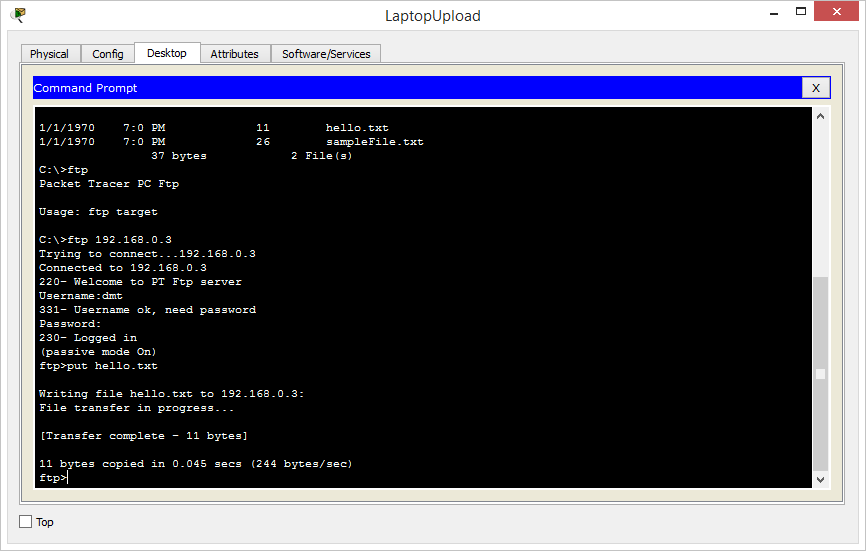 LaptopUpload
Physical Config Desktop Attributes Software/Services
Command Prompt X
1/1/1970 7:0 PM 11 hello.txt
1/1/1970 7:0 PM 26 sampleFile.txt
37 bytes 2 File(s)
C:\>ftp
Packet Tracer PC Ftp
Usage: ftp target
C:\>ftp 192.168.0.3
Trying to connect...192.168.0.3
Connected to 192.168.0.3
220- Welcome to PT Ftp server
Username:dmt
331- Username ok, need password
Password:
230- Logged in
(passive mode On)
ftp>put hello.txt
Writing file hello.txt to 192.168.0.3:
File transfer in progress...
[Transfer complete - 11 bytes]
11 bytes copied in 0.045 secs (244 bytes/sec)
ftp>
Top